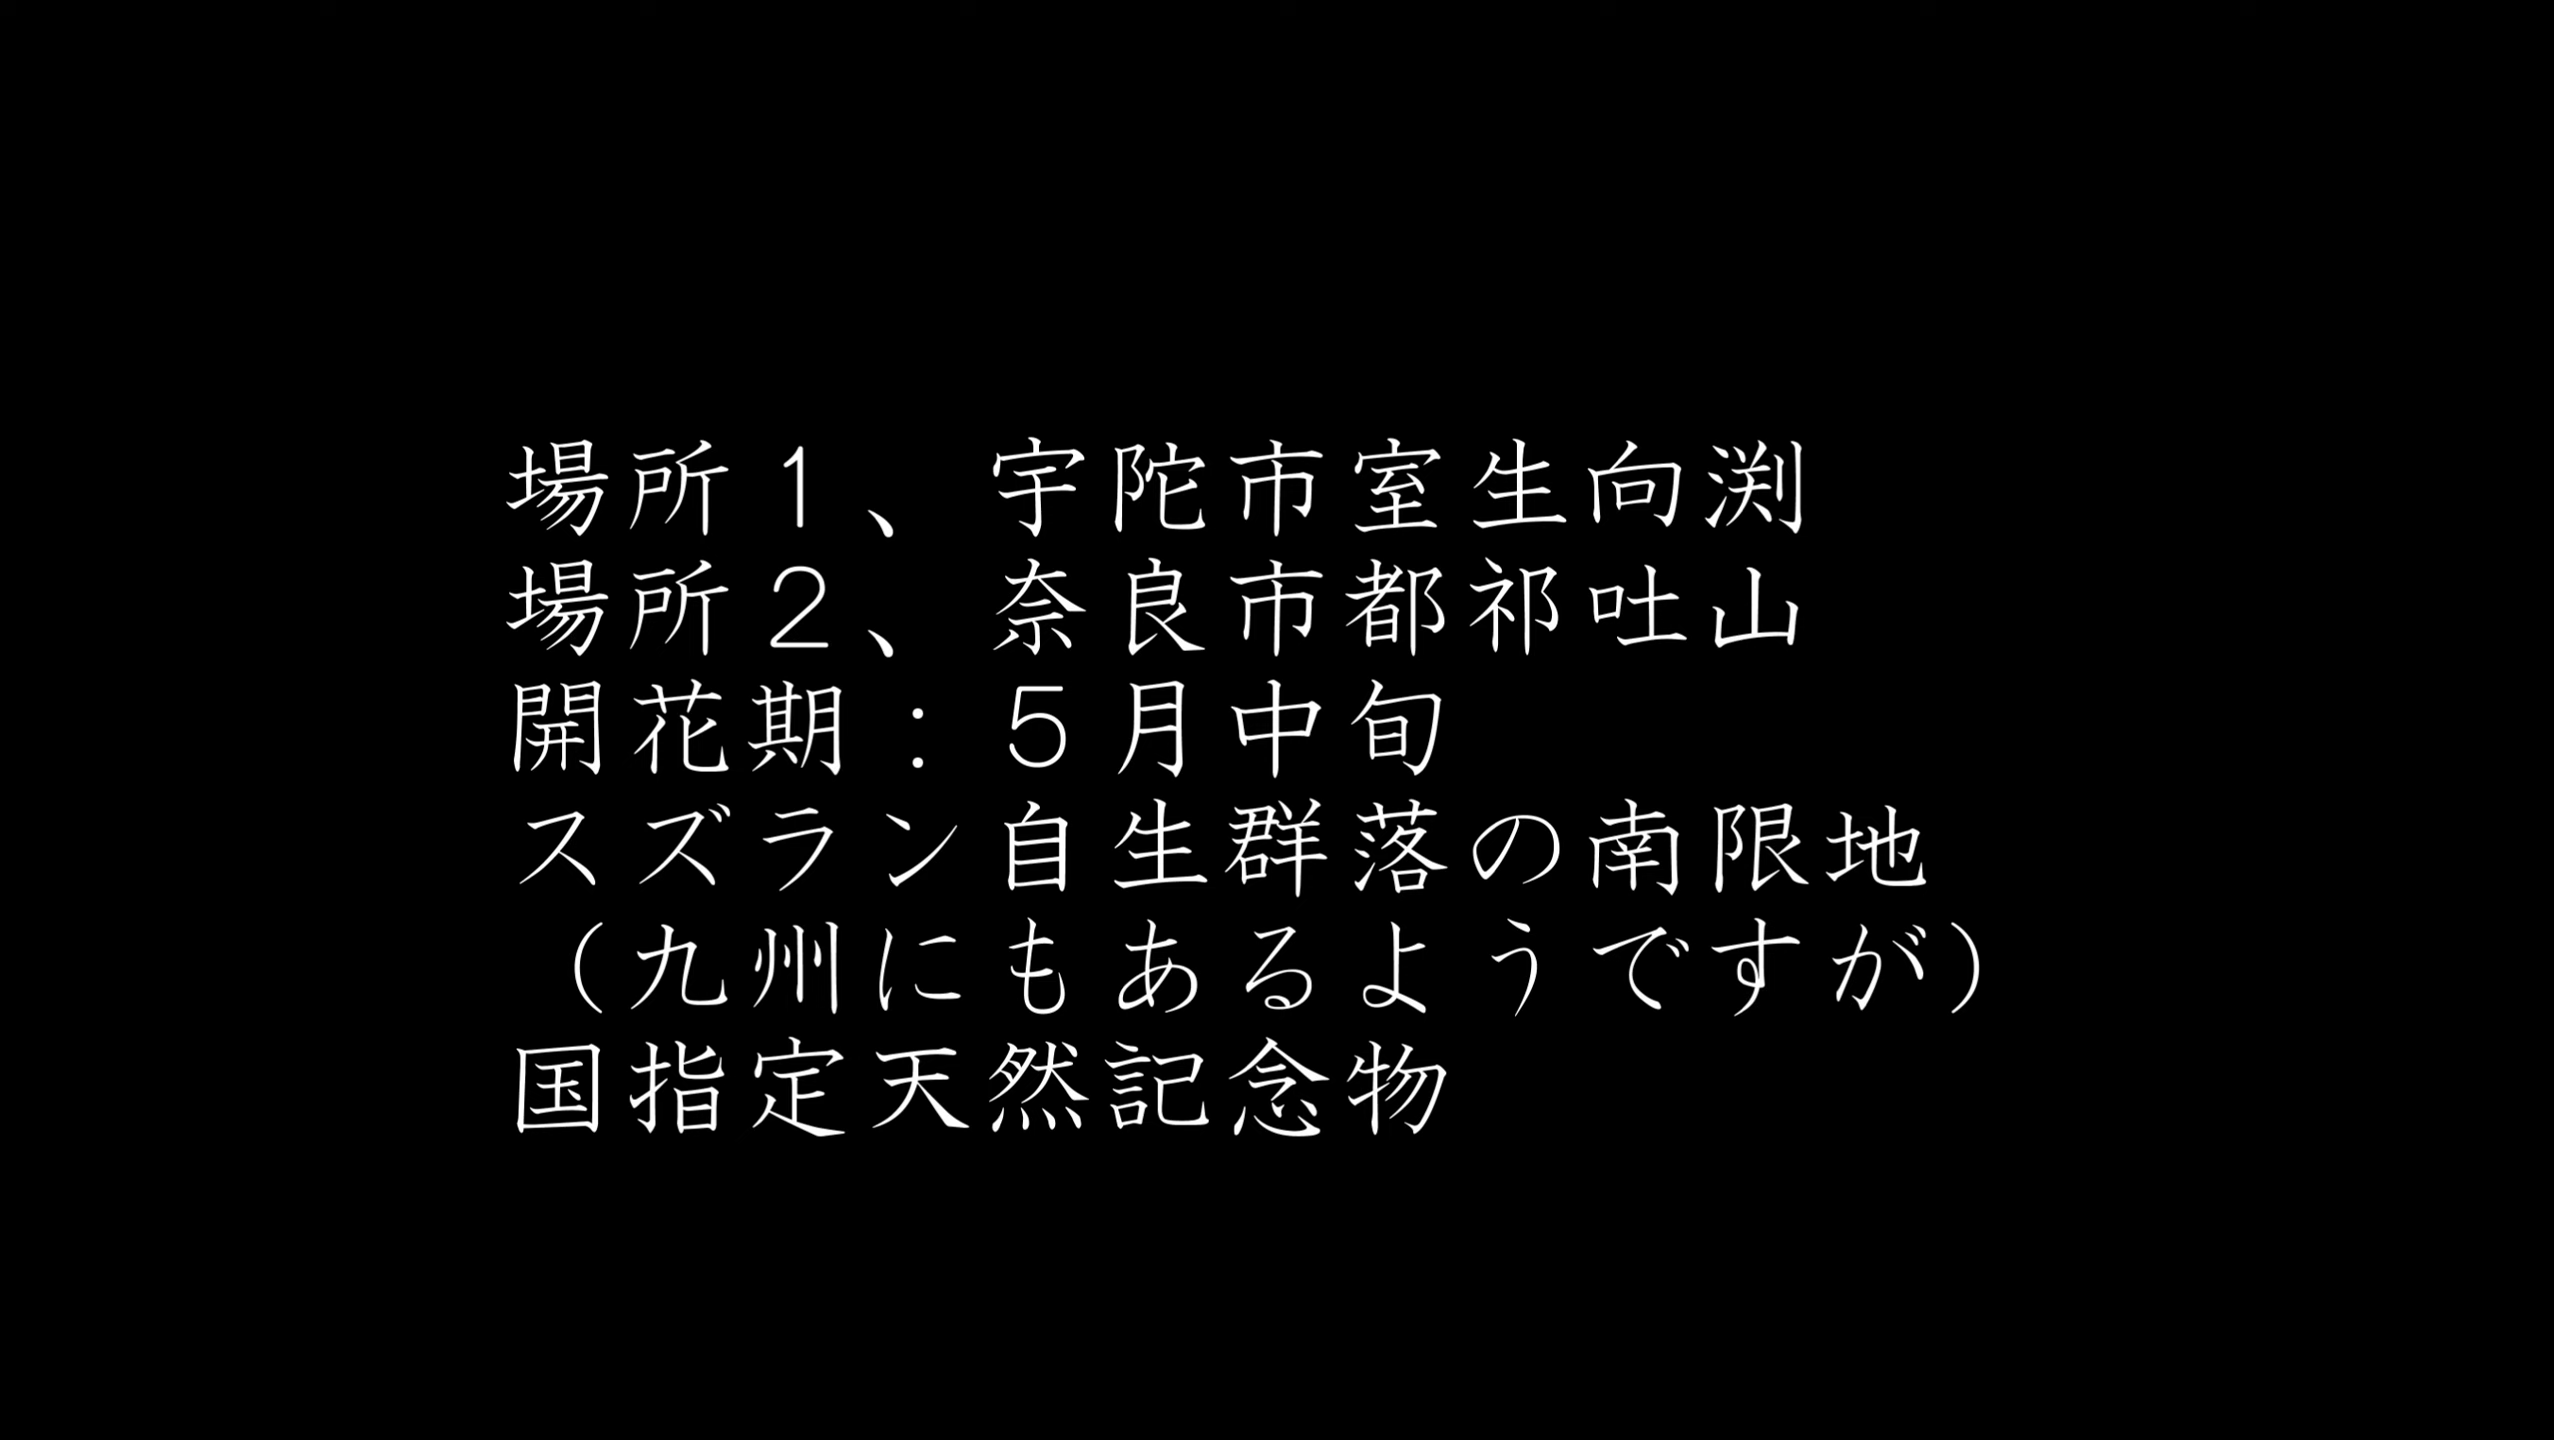 場所１、宇陀市室生向渕
場所２、奈良市都祁吐山
開花期：５月中旬
スズラン自生群落の南限地
（九州にもあるようですが）
国指定天然記念物